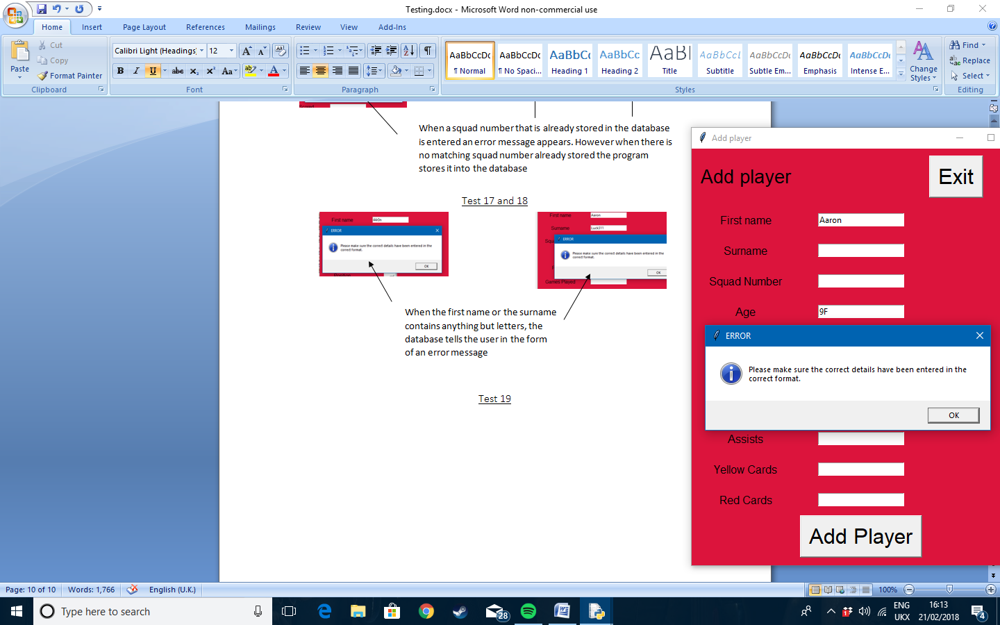 Testing.docx - Microsoft Word non-commercial use
Home Insert Page Layout References Mailings Review View Add-Ins
Paste
Cut
Copy
Format Painter
Clipboard
Calibri Light (Headings) 12
Font
Paragraph
AaBbCcDc AaBbCcDc AaBbCc AaBbCc AaBl AaBbCcL AaBbCcDc AaBbCcDc AaBbCcDc
¶ Normal ¶ No Spaci... Heading 1 Heading 2 Title Subtitle Subtle Em... Emphasis Intense E...
Styles
Change
Styles
Find
Replace
Select
Editing
When a squad number that is already stored in the database
is entered an error message appears. However when there is
no matching squad number already stored the program
stores it into the database
Test 17 and 18
First name
ERROR
Please make sure the correct details have been entered in the
correct format.
OK
First name Aaron
Surname Luck311
ERROR
Please make sure the correct details have been entered in the
correct format.
OK
Games Played
When the first name or the surname
contains anything but letters, the
database tells the user in the form
of an error message
Test 19
Add player
Add player
Exit
First name Aaron
Surname
Squad Number
Age 9F
ERROR
Please make sure the correct details have been entered in the
correct format.
OK
Assists
Yellow Cards
Red Cards
Add Player
Page: 10 of 10 Words: 1,766 English (U.K.) 100%
Type here to search
28
ENG
UKX
16:13
21/02/2018
4